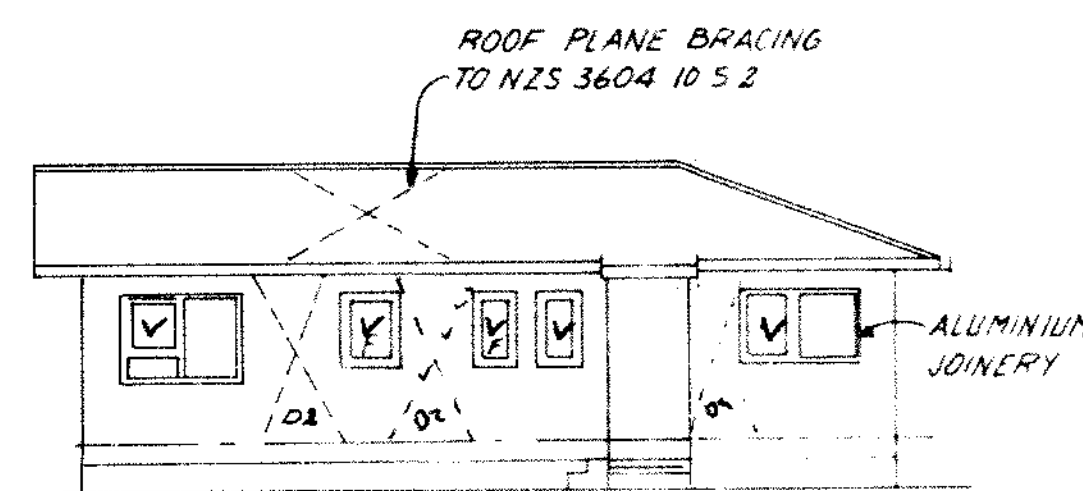 ROOF PLANE BRACING
TO NZS 3604 10 5 2
ALUMINIUM
JOINERY
F
D2